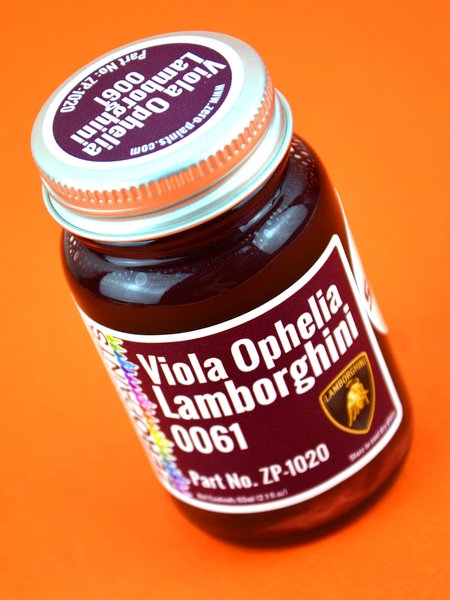 Viola Ophelia
Lamborghini
0061
Part No: ZP-1020
www.zero-paints.com
Viola Ophelia
Lamborghini
0061
Part No. ZP-1020
LAMBORGHINI